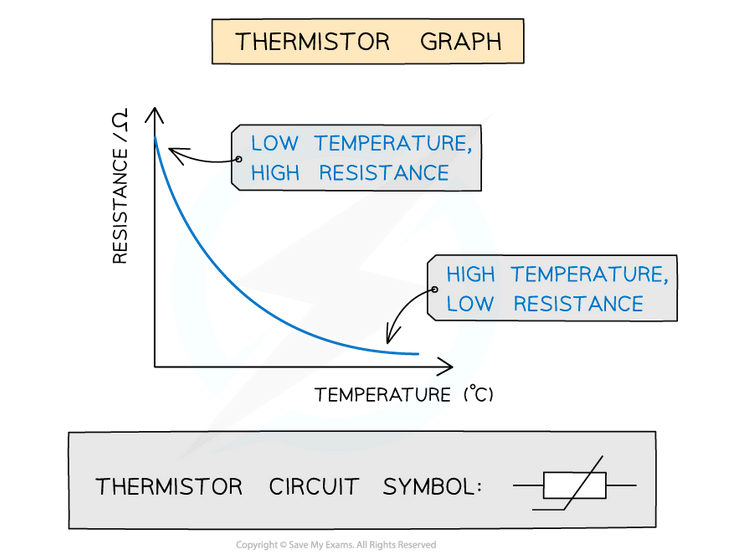 THERMISTOR GRAPH
RESISTANCE / Ω
LOW TEMPERATURE,
HIGH RESISTANCE
HIGH TEMPERATURE,
LOW RESISTANCE
TEMPERATURE (°C)
THERMISTOR CIRCUIT SYMBOL:
Copyright © Save My Exams. All Rights Reserved